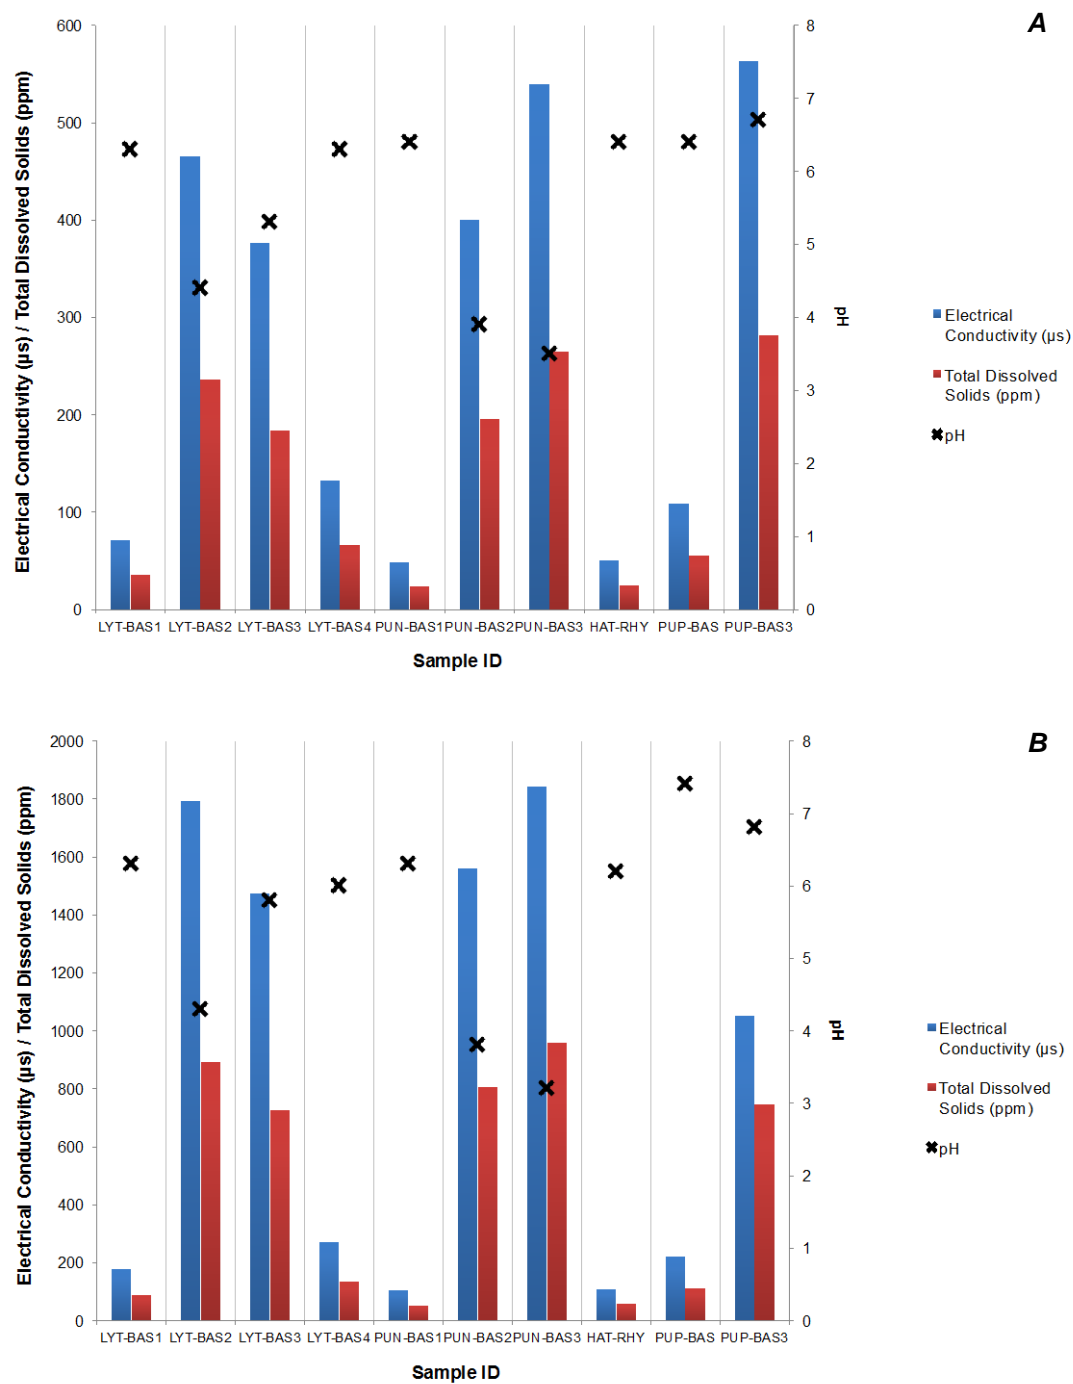 A
Electrical Conductivity (µs) / Total Dissolved Solids (ppm)
600
500
400
300
200
100
0
8
7
6
5
4
3
2
1
0
pH
LYT-BAS1 LYT-BAS2 LYT-BAS3 LYT-BAS4 PUN-BAS1 PUN-BAS2 PUN-BAS3 HAT-RHY PUP-BAS PUP-BAS3
Sample ID
Electrical
Conductivity (µs)
Total Dissolved
Solids (ppm)
pH
B
Electrical Conductivity (µs) / Total Dissolved Solids (ppm)
2000
1800
1600
1400
1200
1000
800
600
400
200
0
8
7
6
5
4
3
2
1
0
pH
LYT-BAS1 LYT-BAS2 LYT-BAS3 LYT-BAS4 PUN-BAS1 PUN-BAS2 PUN-BAS3 HAT-RHY PUP-BAS PUP-BAS3
Sample ID
Electrical
Conductivity (µs)
Total Dissolved
Solids (ppm)
pH